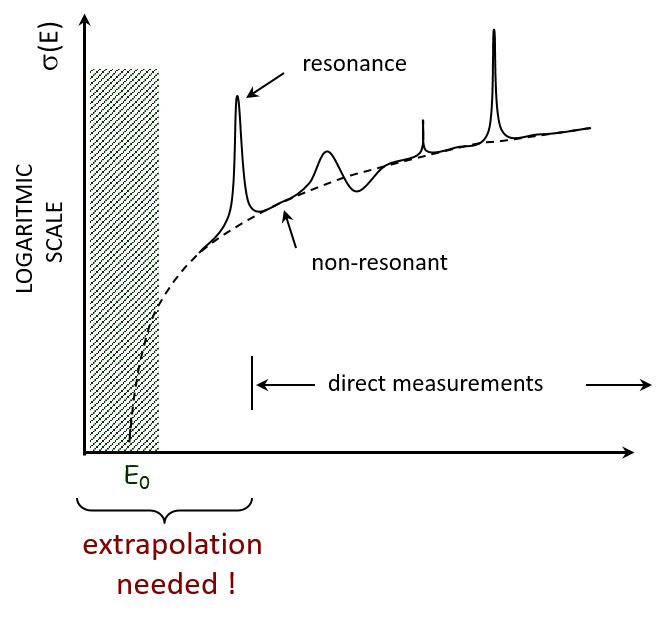 σ(E)
LOGARITMIC
SCALE
resonance
non-resonant
direct measurements
E₀
extrapolation
needed !